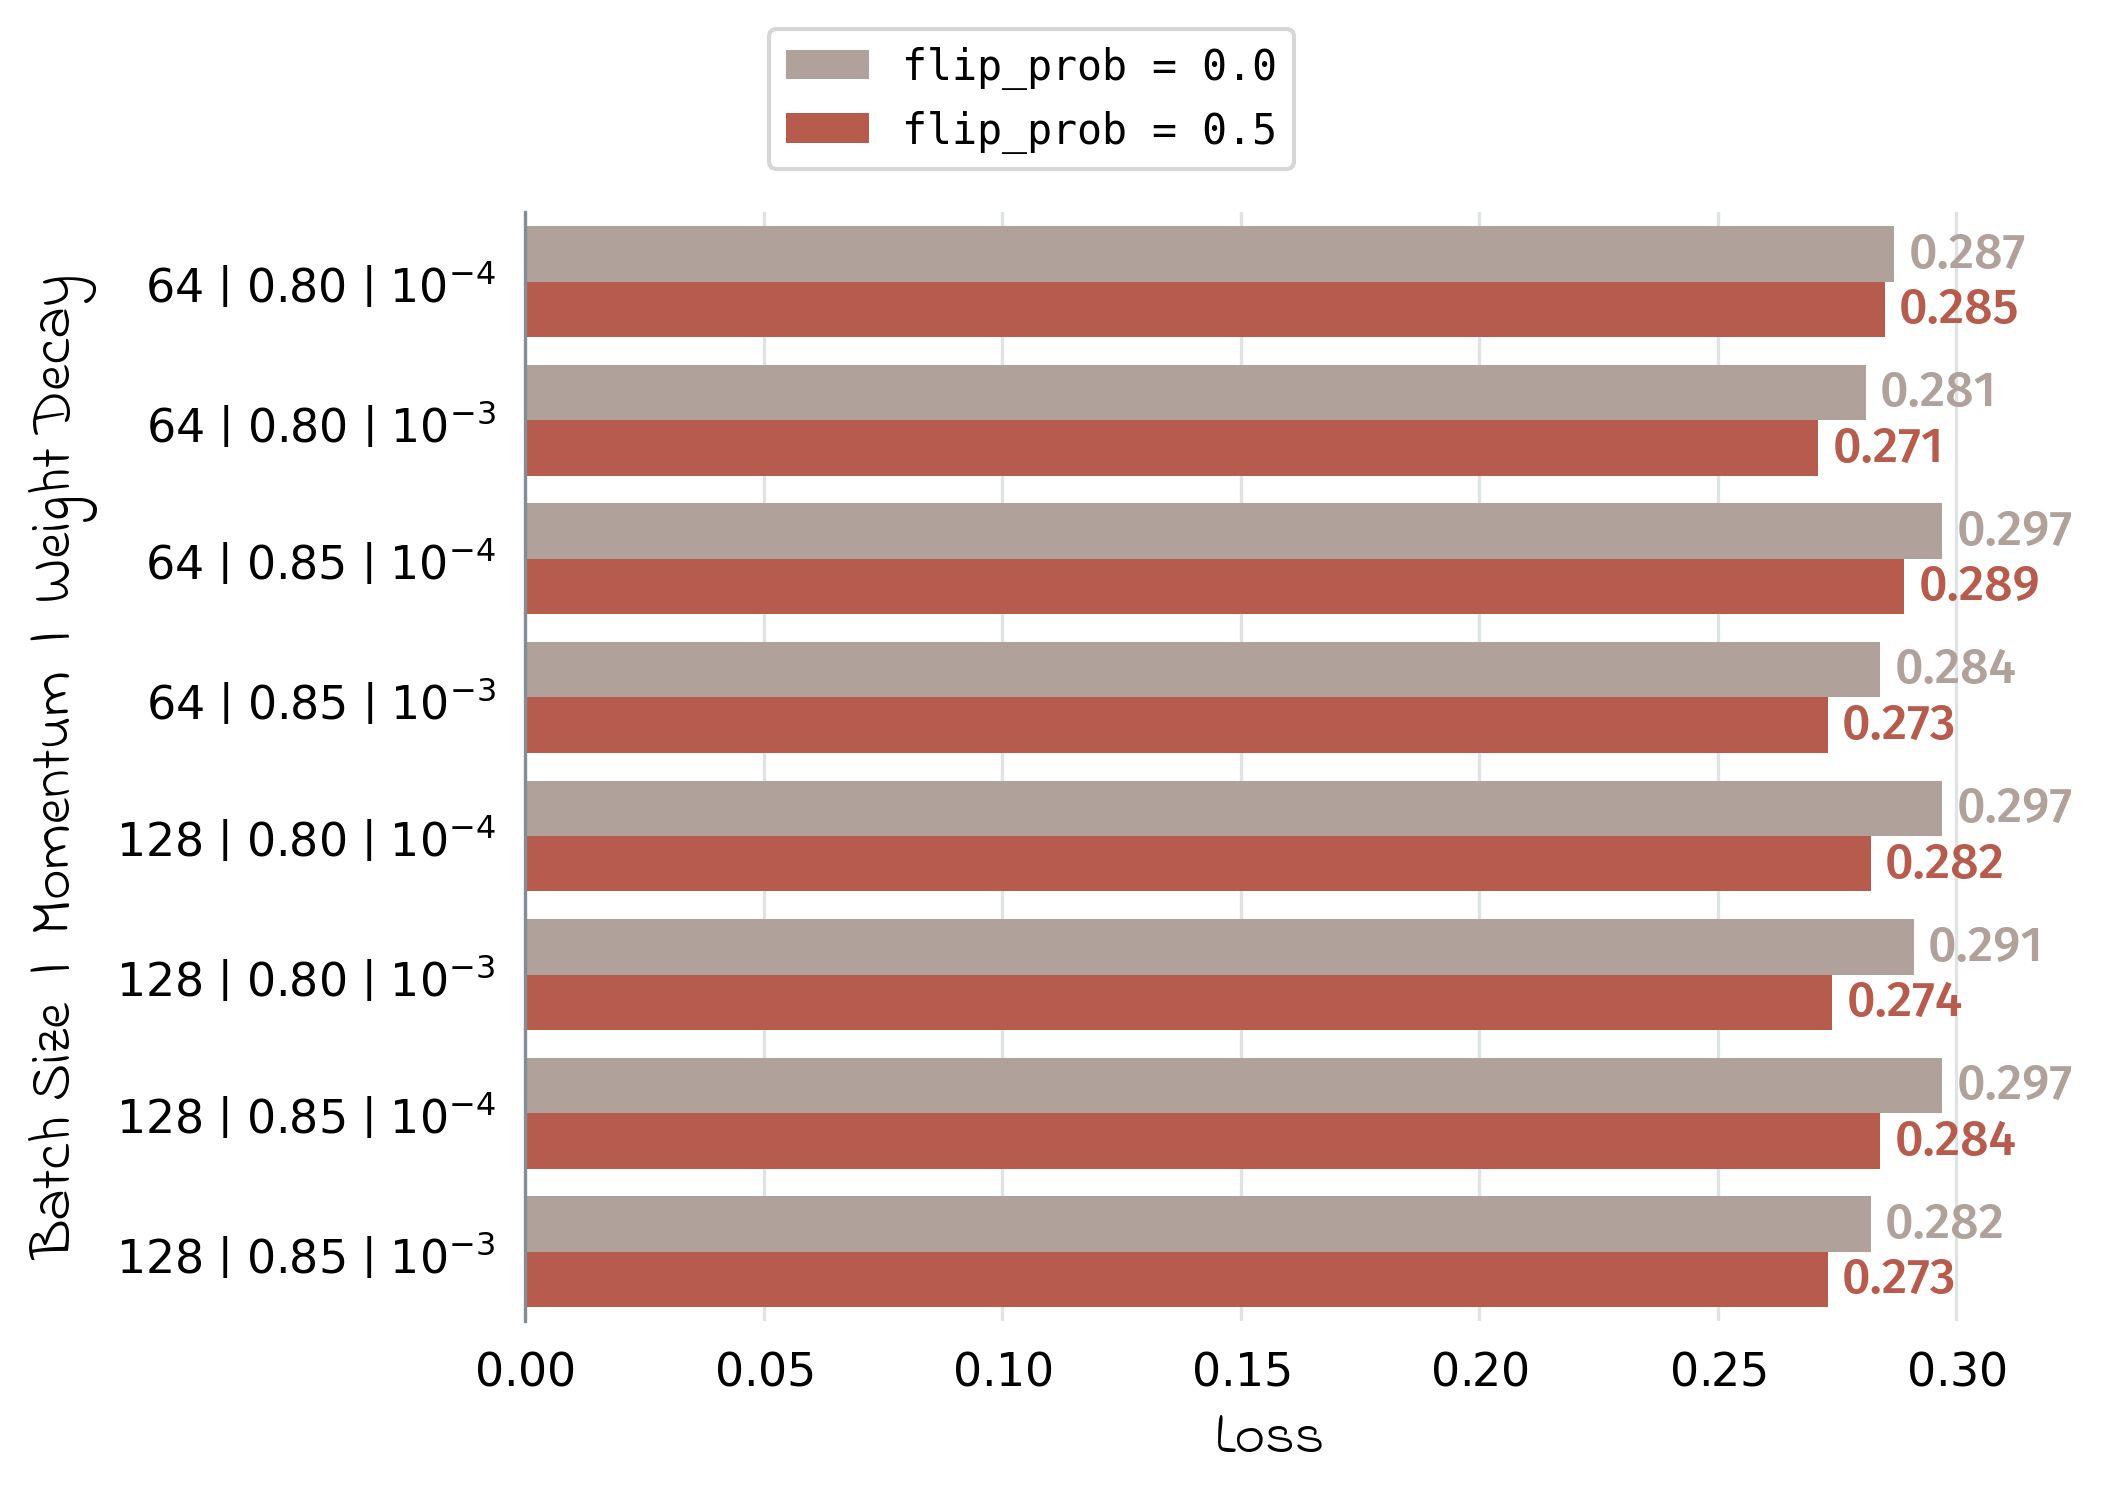 flip_prob = 0.0
flip_prob = 0.5
Batch Size | Momentum | Weight Decay
64 | 0.80 | 10⁻⁴
0.287
0.285
64 | 0.80 | 10⁻³
0.281
0.271
64 | 0.85 | 10⁻⁴
0.297
0.289
64 | 0.85 | 10⁻³
0.284
0.273
128 | 0.80 | 10⁻⁴
0.297
0.282
128 | 0.80 | 10⁻³
0.291
0.274
128 | 0.85 | 10⁻⁴
0.297
0.284
128 | 0.85 | 10⁻³
0.282
0.273
0.00 0.05 0.10 0.15 0.20 0.25 0.30
Loss